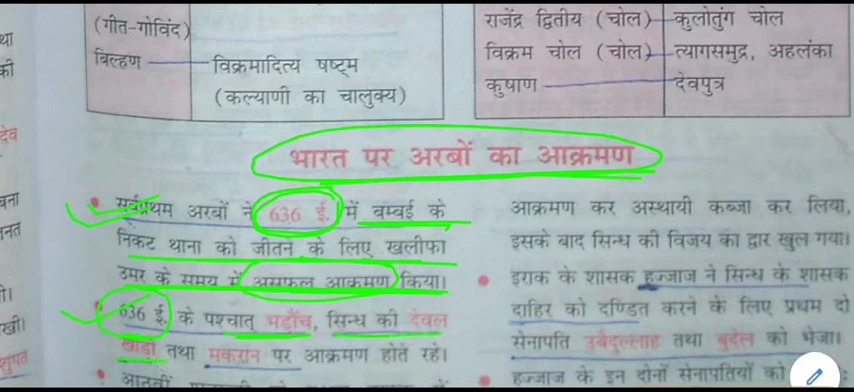 (गीत-गोविंद)
बिल्हण
विक्रमादित्य षष्ट्म
(कल्याणी का चालुक्य)
राजेंद्र द्वितीय (चोल) कुलोतुंग चोल
विक्रम चोल (चोल) त्यागसमुद्र, अहलंका
कुषाण देवपुत्र
भारत पर अरबों का आक्रमण
• सर्वप्रथम अरबों ने 636 ई. में बम्बई के
निकट थाना को जीतने के लिए खलीफा
उमर के समय में असफल आक्रमण किया।
636 ई. के पश्चात् भड़ौंच, सिन्ध की देवल
खाड़ी तथा मकरान पर आक्रमण होते रहे।
• आठवीं
आक्रमण कर अस्थायी कब्जा कर लिया,
इसके बाद सिन्ध की विजय का द्वार खुल गया।
• इराक के शासक हज्जाज ने सिन्ध के शासक
दाहिर को दण्डित करने के लिए प्रथम दो
सेनापति उबैदुल्लाह तथा बुदेल को भेजा।
• हज्जाज के इन दोनों सेनापतियों को